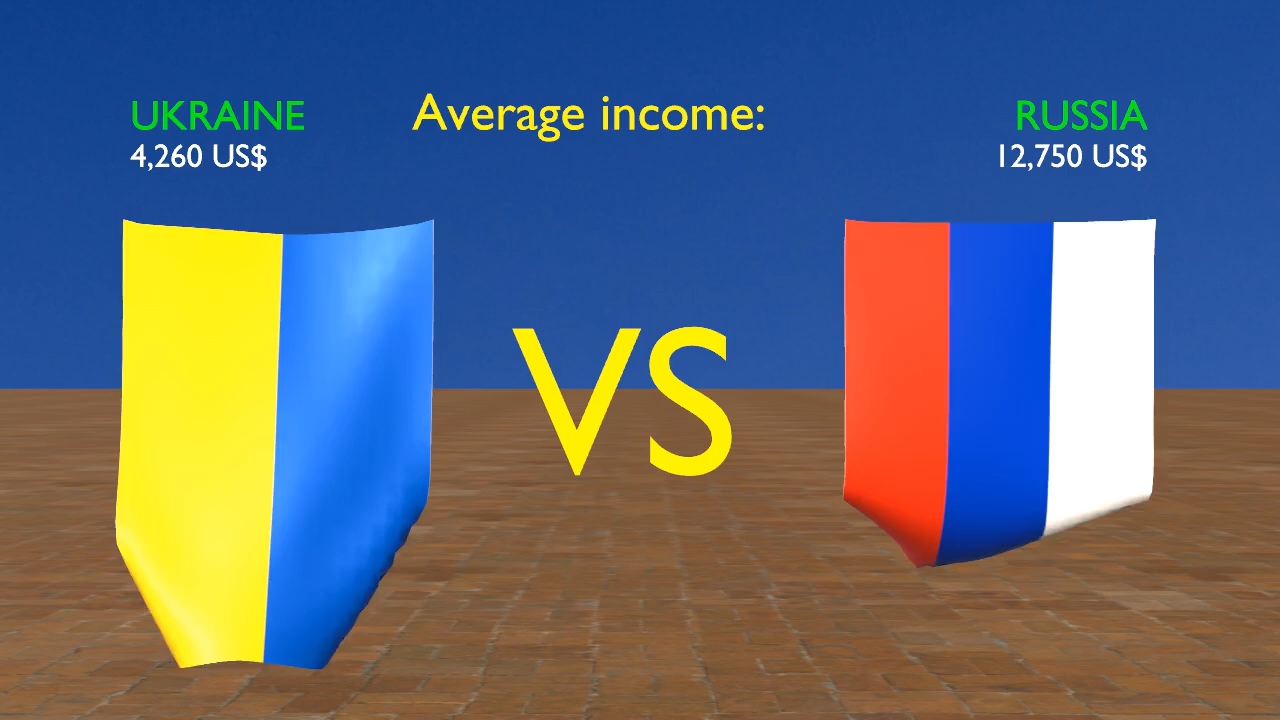 UKRAINE
4,260 US$
Average income:
RUSSIA
12,750 US$
VS